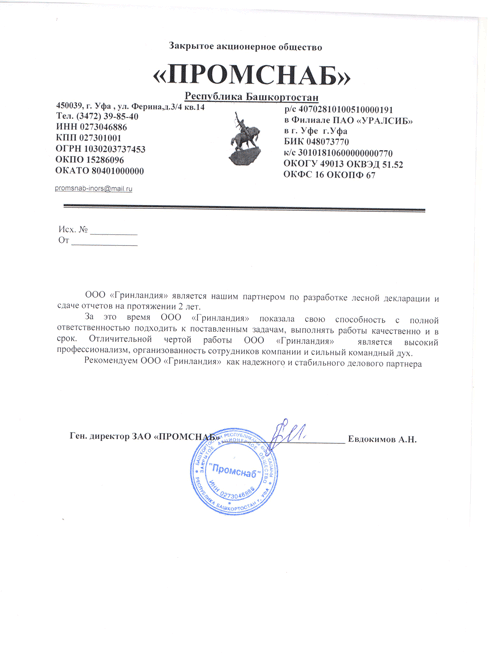 Закрытое акционерное общество
«ПРОМСНАБ»
Республика Башкортостан
450039, г. Уфа , ул. Ферина,д.3/4 кв.14
Тел. (3472) 39-85-40
ИНН 0273046886
КПП 027301001
ОГРН 1030203737453
ОКПО 15286096
ОКАТО 80401000000
promsnab-inors@mail.ru
р/с 40702810100510000191
в Филиале ПАО «УРАЛСИБ»
в г. Уфе г.Уфа
БИК 048073770
к/с 30101810600000000770
ОКОГУ 49013 ОКВЭД 51.52
ОКФС 16 ОКОПФ 67
Исх. № __________
От ______________
ООО «Гринландия» является нашим партнером по разработке лесной декларации и
сдаче отчетов на протяжении 2 лет.
За это время ООО «Гринландия» показала свою способность с полной
ответственностью подходить к поставленным задачам, выполнять работы качественно и в
срок. Отличительной чертой работы ООО «Гринландия» является высокий
профессионализм, организованность сотрудников компании и сильный командный дух.
Рекомендуем ООО «Гринландия» как надежного и стабильного делового партнера
Ген. директор ЗАО «ПРОМСНАБ» __________________________ Евдокимов А.Н.
"Промснаб"
ИНН 0273046886